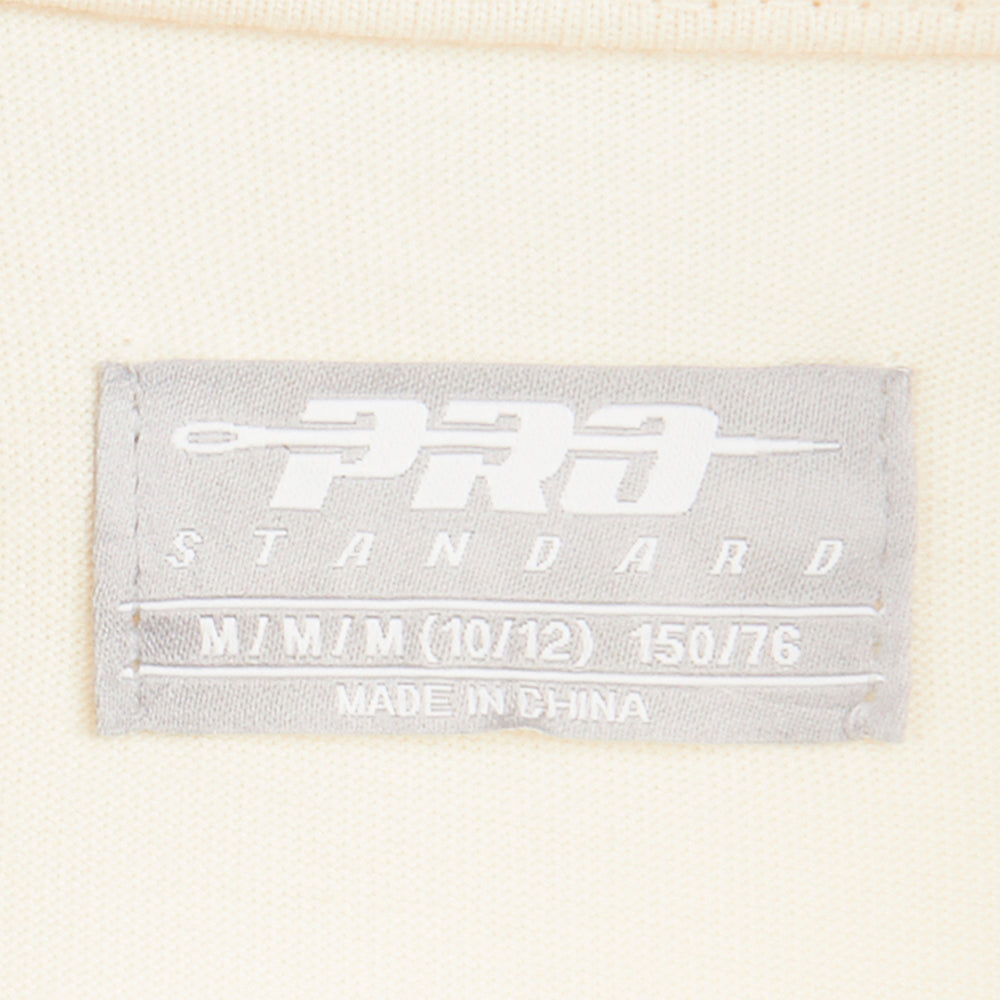 PRO
STANDARD
M/M/M (10/12) 150/76
MADE IN CHINA